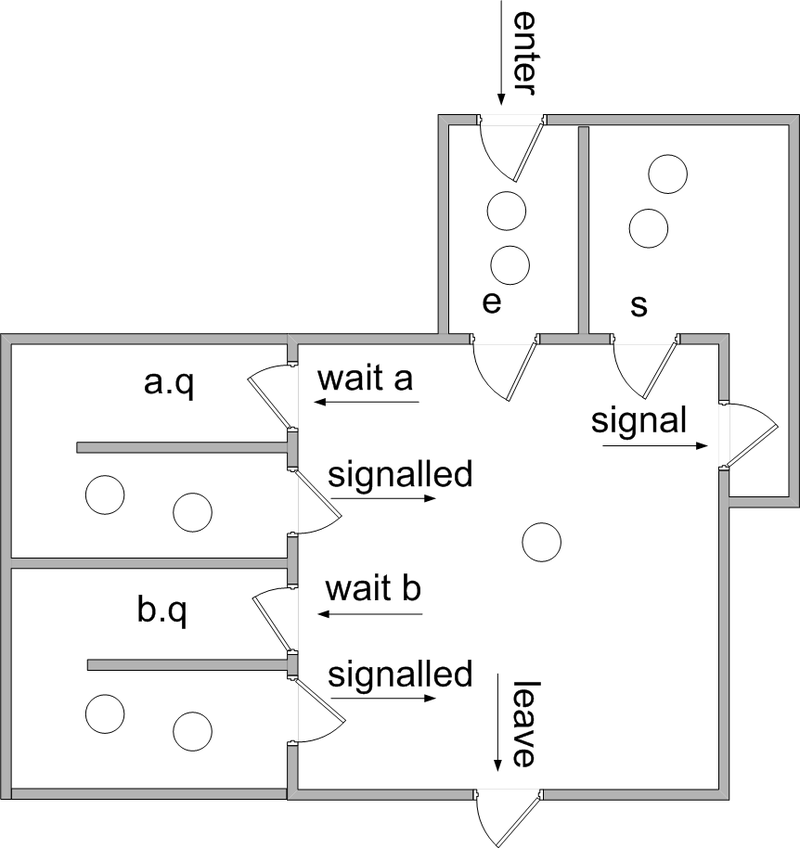 enter
e
s
a.q
wait a
signal
signalled
wait b
b.q
signalled
leave